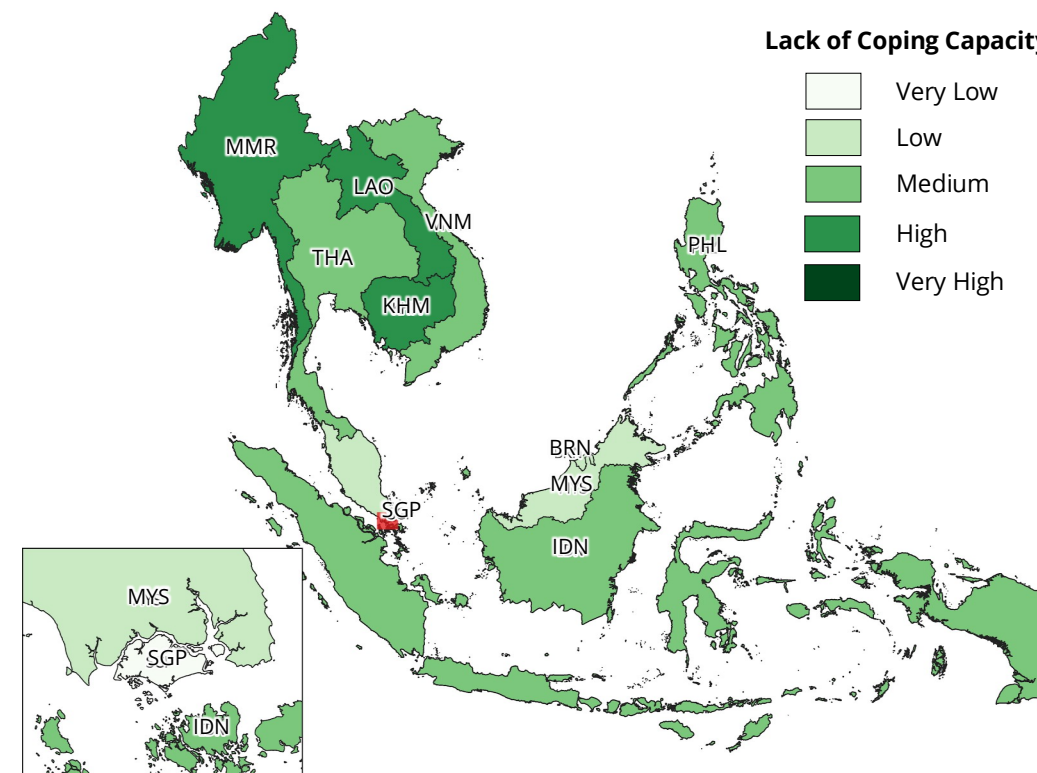 Lack of Coping Capacity
Very Low
Low
Medium
High
Very High
MMR
LAO
VNM
THA
KHM
PHL
BRN
MYS
SGP
IDN
MYS
SGP
IDN